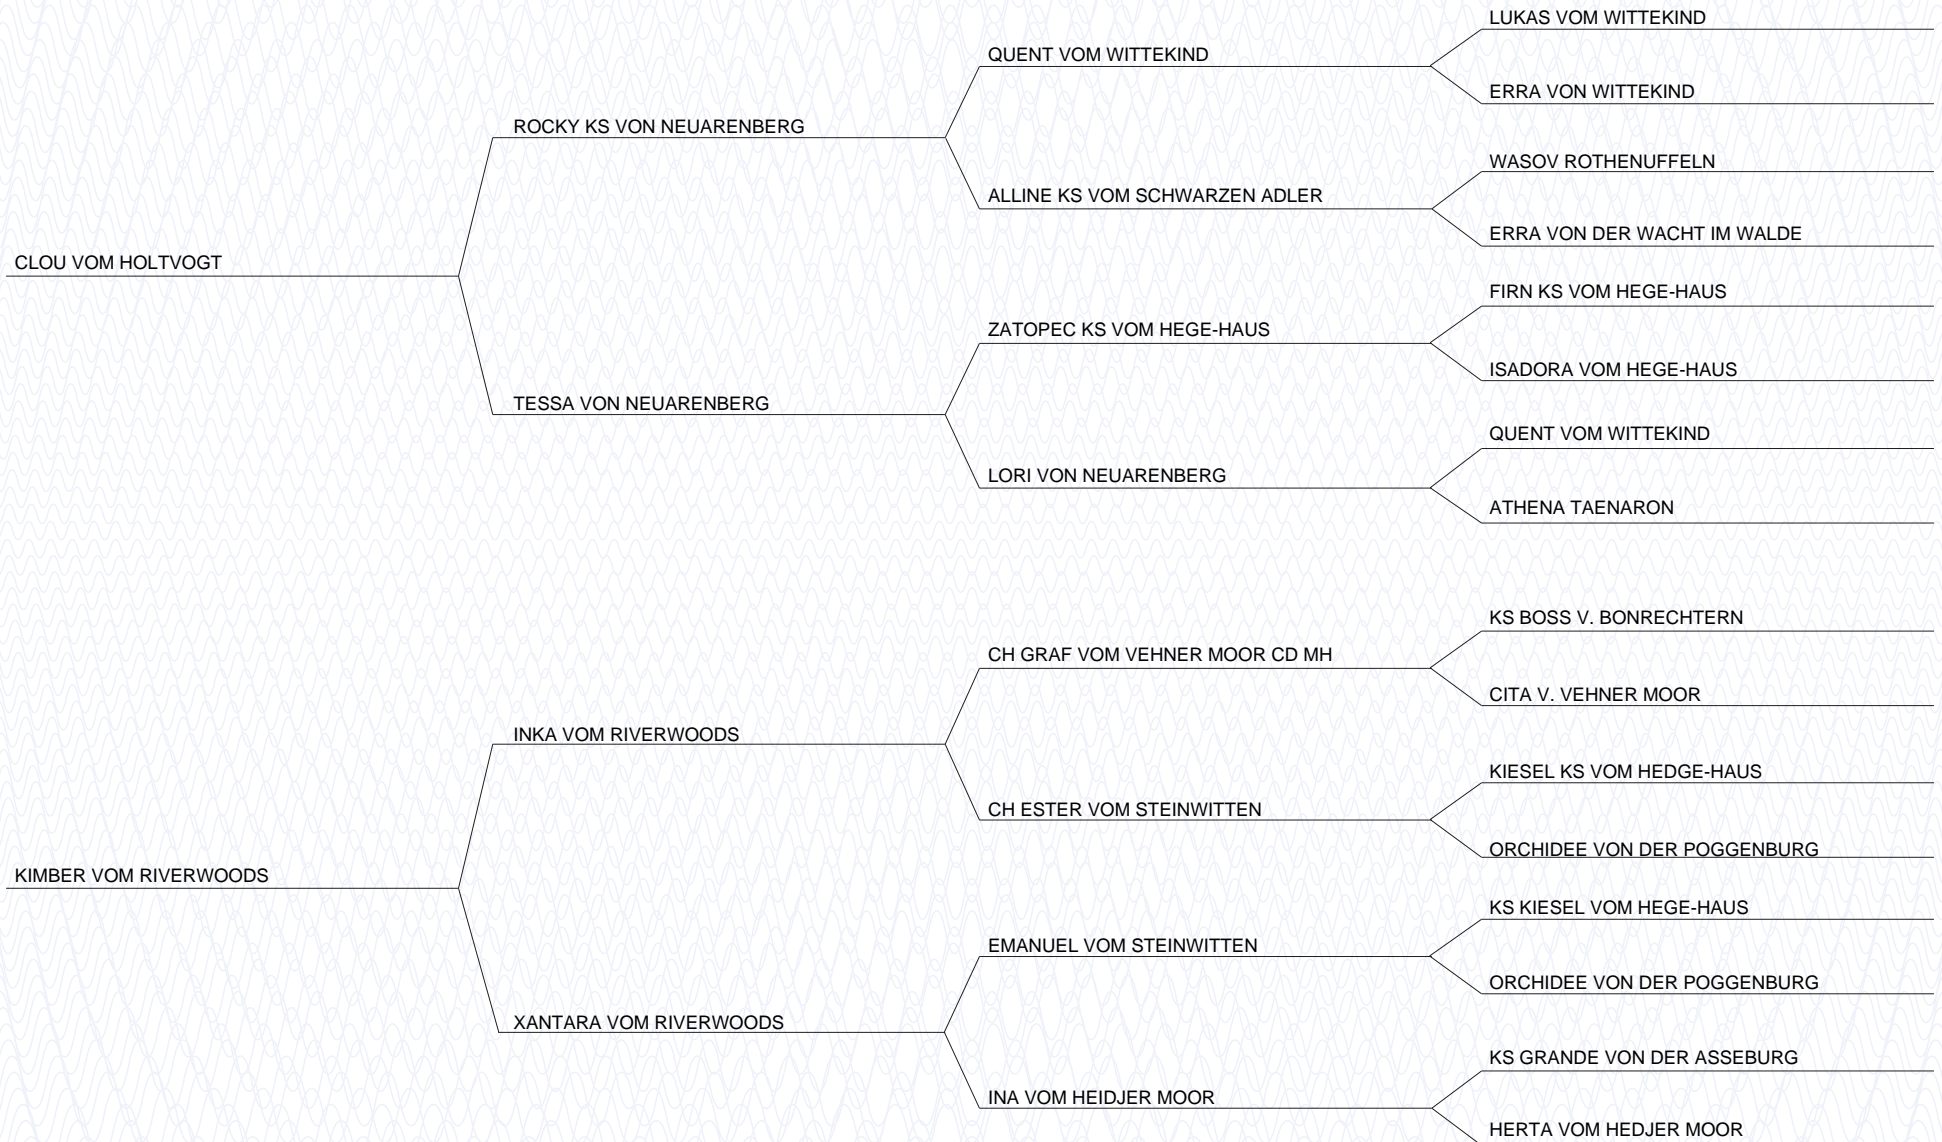 LUKAS VOM WITTEKIND
QUENT VOM WITTEKIND
ERRA VON WITTEKIND
ROCKY KS VON NEUARENBERG
WASOV ROTHENUFFELN
ALLINE KS VOM SCHWARZEN ADLER
ERRA VON DER WACHT IM WALDE
CLOU VOM HOLTVOGT
FIRN KS VOM HEGE-HAUS
ZATOPEC KS VOM HEGE-HAUS
ISADORA VOM HEGE-HAUS
TESSA VON NEUARENBERG
QUENT VOM WITTEKIND
LORI VON NEUARENBERG
ATHENA TAENARON
KS BOSS V. BONRECHTERN
CH GRAF VOM VEHNER MOOR CD MH
CITA V. VEHNER MOOR
INKA VOM RIVERWOODS
KIESEL KS VOM HEDGE-HAUS
CH ESTER VOM STEINWITTEN
ORCHIDEE VON DER POGGENBURG
KIMBER VOM RIVERWOODS
KS KIESEL VOM HEGE-HAUS
EMANUEL VOM STEINWITTEN
ORCHIDEE VON DER POGGENBURG
XANTARA VOM RIVERWOODS
KS GRANDE VON DER ASSEBURG
INA VOM HEIDJER MOOR
HERTA VOM HEDJER MOOR